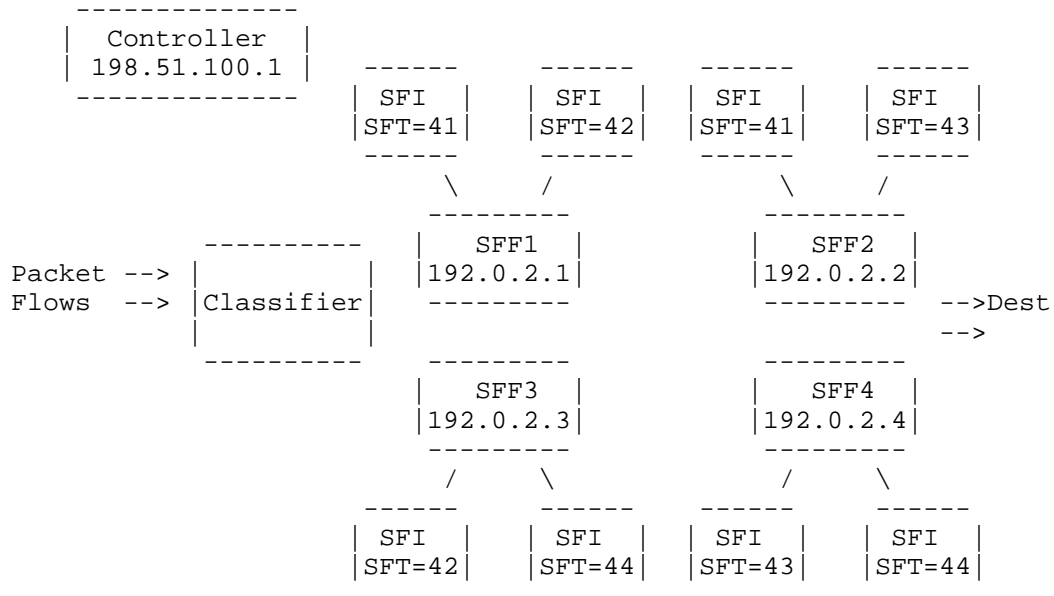 Controller
198.51.100.1
SFI SFI SFI SFI
SFT=41 SFT=42 SFT=41 SFT=43
SFF1 SFF2
Packet --> 192.0.2.1 192.0.2.2
Flows --> Classifier -->Dest
-->
SFF3 SFF4
192.0.2.3 192.0.2.4
SFI SFI SFI SFI
SFT=42 SFT=44 SFT=43 SFT=44